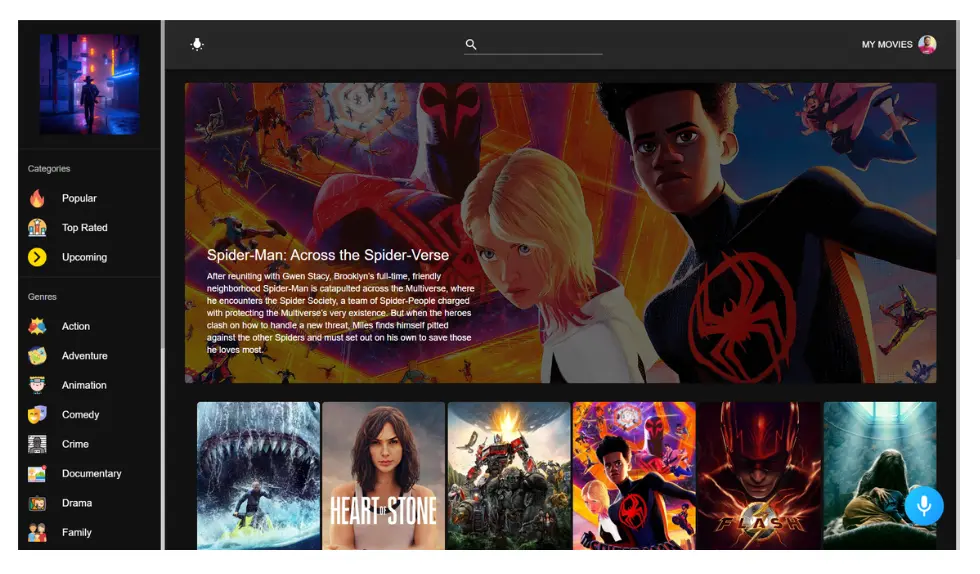 MY MOVIES
Categories
Popular
Top Rated
Upcoming
Genres
Action
Adventure
Animation
Comedy
Crime
Documentary
Drama
Family
Spider-Man: Across the Spider-Verse
After reuniting with Gwen Stacy, Brooklyn's full-time, friendly
neighborhood Spider-Man is catapulted across the Multiverse, where
he encounters the Spider Society, a team of Spider-People charged
with protecting the Multiverse's very existence. But when the heroes
clash on how to handle a new threat, Miles finds himself pitted
against the other Spiders and must set out on his own to save those
he loves most.
HEART OF STONE
FLASH